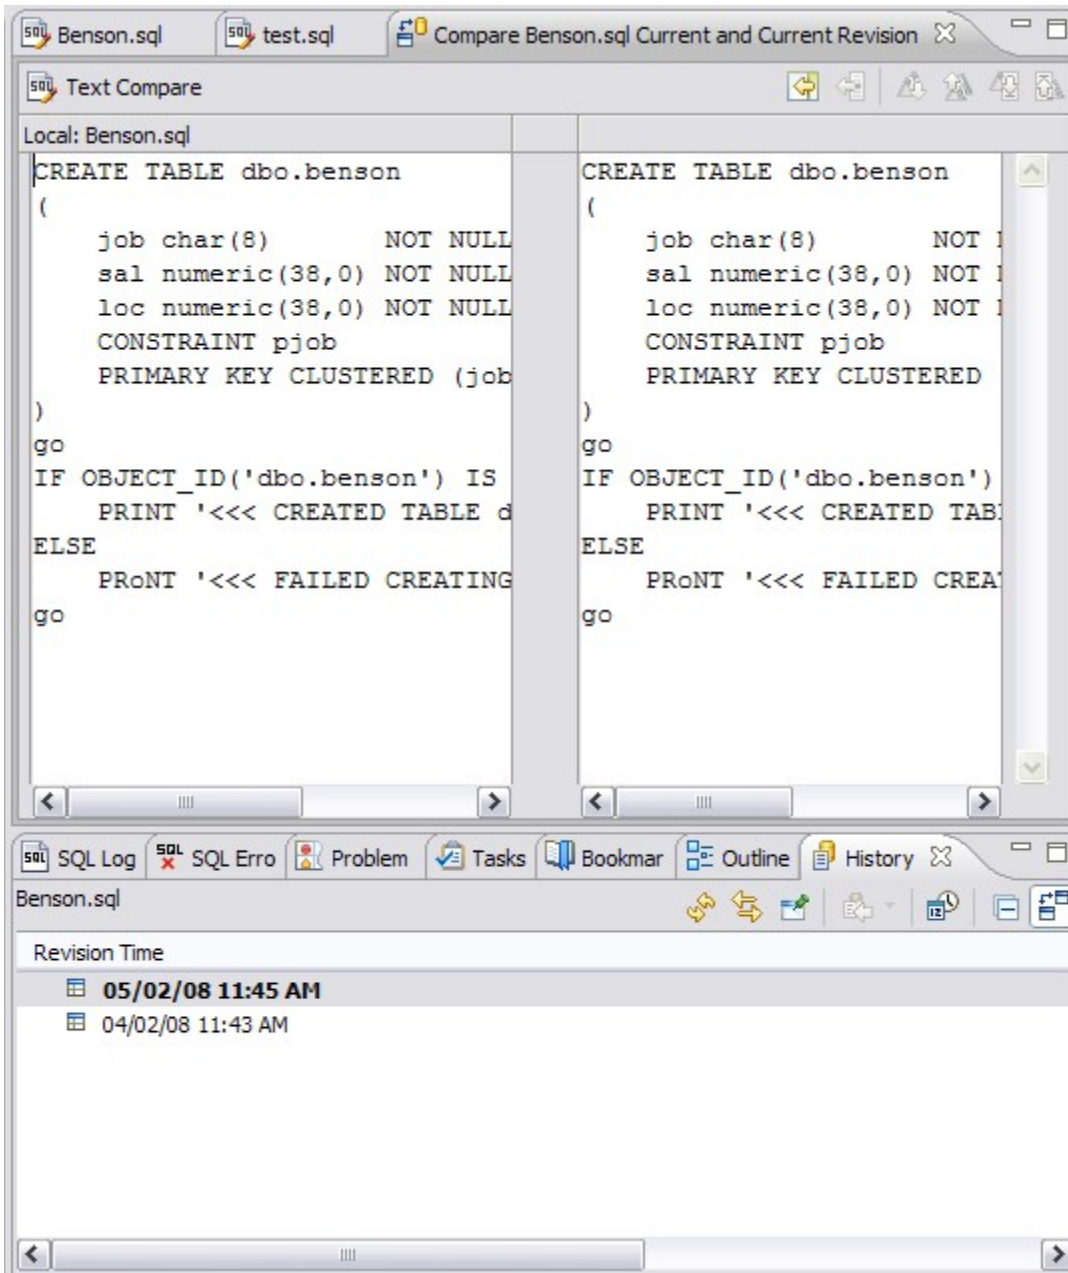 Benson.sql test.sql Compare Benson.sql Current and Current Revision
Text Compare
Local: Benson.sql
CREATE TABLE dbo.benson
(
job char(8) NOT NULL
sal numeric(38,0) NOT NULL
loc numeric(38,0) NOT NULL
CONSTRAINT pjob
PRIMARY KEY CLUSTERED (job
)
go
IF OBJECT_ID('dbo.benson') IS
PRINT '<<< CREATED TABLE d
ELSE
PRoNT '<<< FAILED CREATING
go
CREATE TABLE dbo.benson
(
job char(8) NOT
sal numeric(38,0) NOT
loc numeric(38,0) NOT
CONSTRAINT pjob
PRIMARY KEY CLUSTERED
)
go
IF OBJECT_ID('dbo.benson')
PRINT '<<< CREATED TAB
ELSE
PRoNT '<<< FAILED CREA
go
SQL Log SQL Erro Problem Tasks Bookmar Outline History
Benson.sql
Revision Time
05/02/08 11:45 AM
04/02/08 11:43 AM